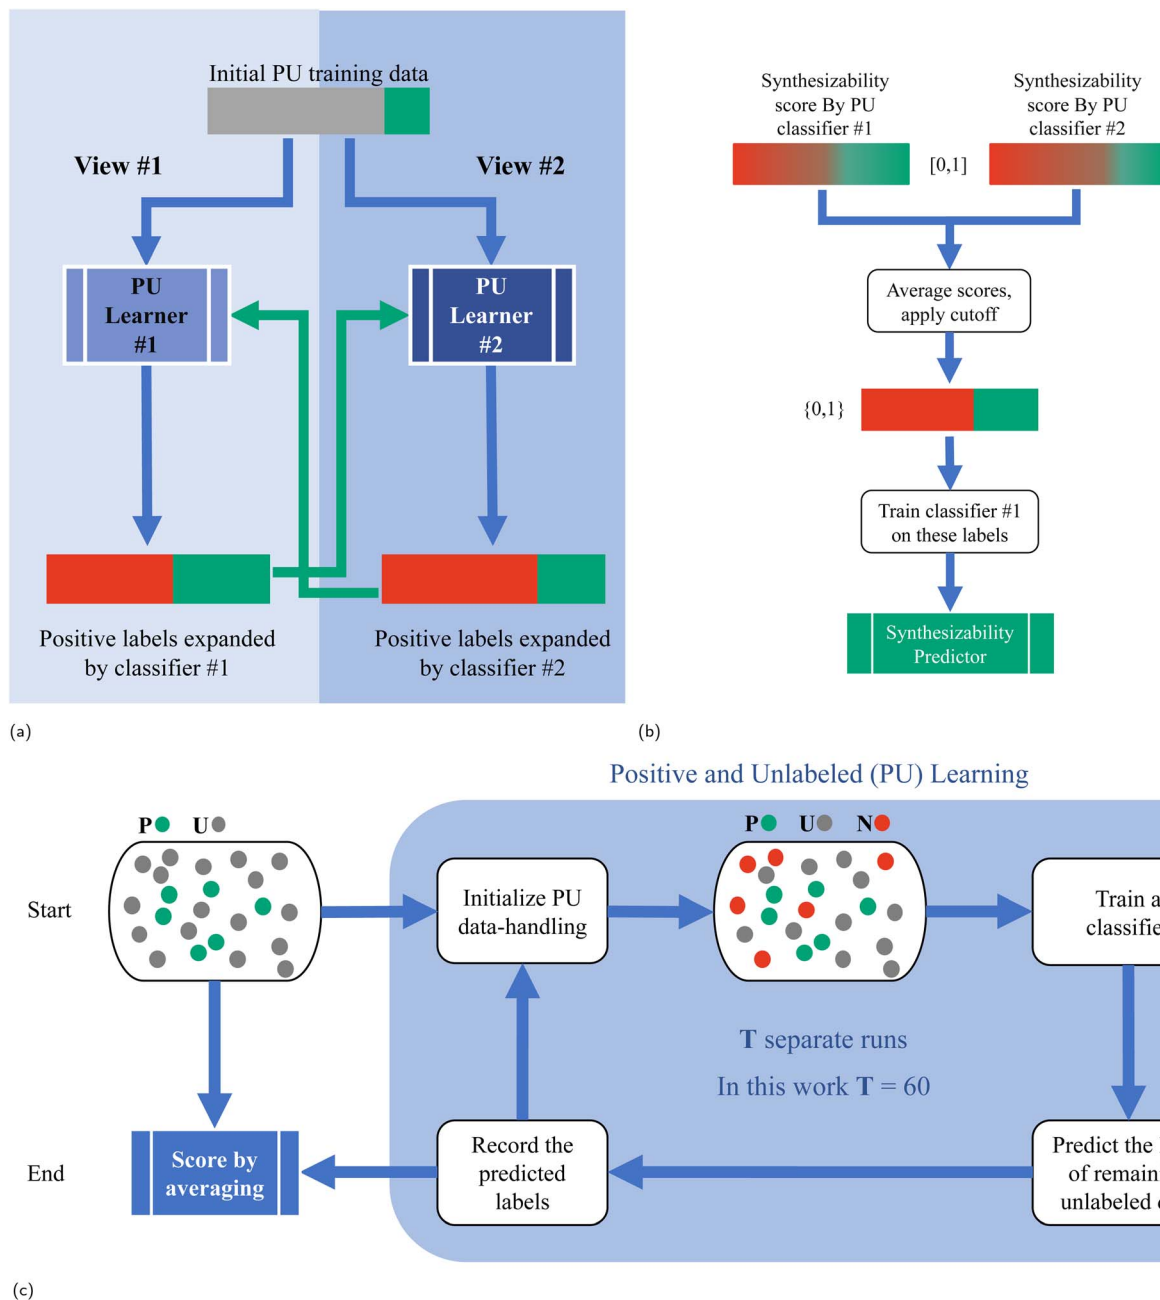 Initial PU training data
View #1
View #2
PU
Learner
#1
PU
Learner
#2
Positive labels expanded
by classifier #1
Positive labels expanded
by classifier #2
(a)
Synthesizability
score By PU
classifier #1
Synthesizability
score By PU
classifier #2
[0,1]
Average scores,
apply cutoff
{0,1}
Train classifier #1
on these labels
Synthesizability
Predictor
(b)
Positive and Unlabeled (PU) Learning
P U
P U N
Start
Initialize PU
data-handling
Train a
classifie
T separate runs
In this work T = 60
End
Score by
averaging
Record the
predicted
labels
Predict the
of remain
unlabeled
(c)